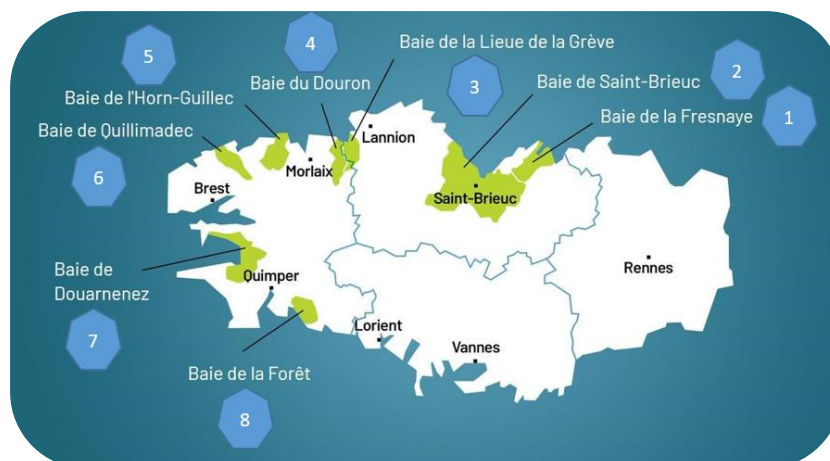 4
Baie de la Lieue de la Grève
5
3
2
Baie du Douron
Baie de Saint-Brieuc
Baie de l'Horn-Guillec
Baie de la Fresnaye
1
Baie de Quillimadec
Lannion
6
Morlaix
Brest
Saint-Brieuc
Baie de
Douarnenez
Quimper
Rennes
7
Lorient
Vannes
Baie de la Forêt
8